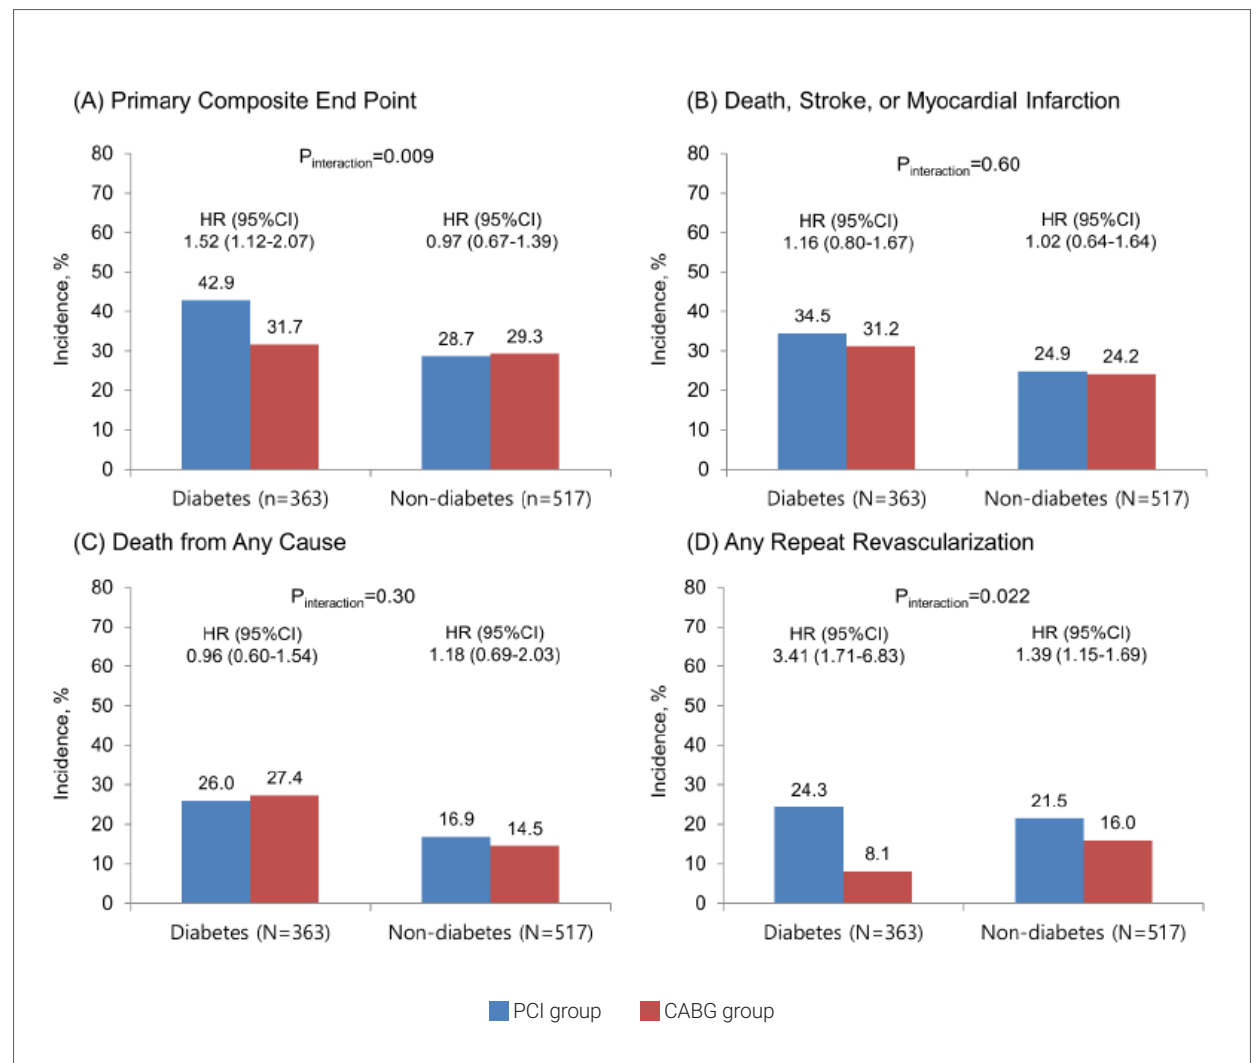 (A) Primary Composite End Point
Pinteraction=0.009
80
70
60
50
40
30
20
10
0
Incidence, %
HR (95%CI)
1.52 (1.12-2.07)
HR (95%CI)
0.97 (0.67-1.39)
42.9
31.7
28.7
29.3
Diabetes (n=363)
Non-diabetes (n=517)
(B) Death, Stroke, or Myocardial Infarction
Pinteraction=0.60
80
70
60
50
40
30
20
10
0
Incidence, %
HR (95%CI)
1.16 (0.80-1.67)
HR (95%CI)
1.02 (0.64-1.64)
34.5
31.2
24.9
24.2
Diabetes (N=363)
Non-diabetes (N=517)
(C) Death from Any Cause
Pinteraction=0.30
80
70
60
50
40
30
20
10
0
Incidence, %
HR (95%CI)
0.96 (0.60-1.54)
HR (95%CI)
1.18 (0.69-2.03)
26.0
27.4
16.9
14.5
Diabetes (N=363)
Non-diabetes (N=517)
(D) Any Repeat Revascularization
Pinteraction=0.022
80
70
60
50
40
30
20
10
0
Incidence, %
HR (95%CI)
3.41 (1.71-6.83)
HR (95%CI)
1.39 (1.15-1.69)
24.3
8.1
21.5
16.0
Diabetes (N=363)
Non-diabetes (N=517)
PCI group
CABG group